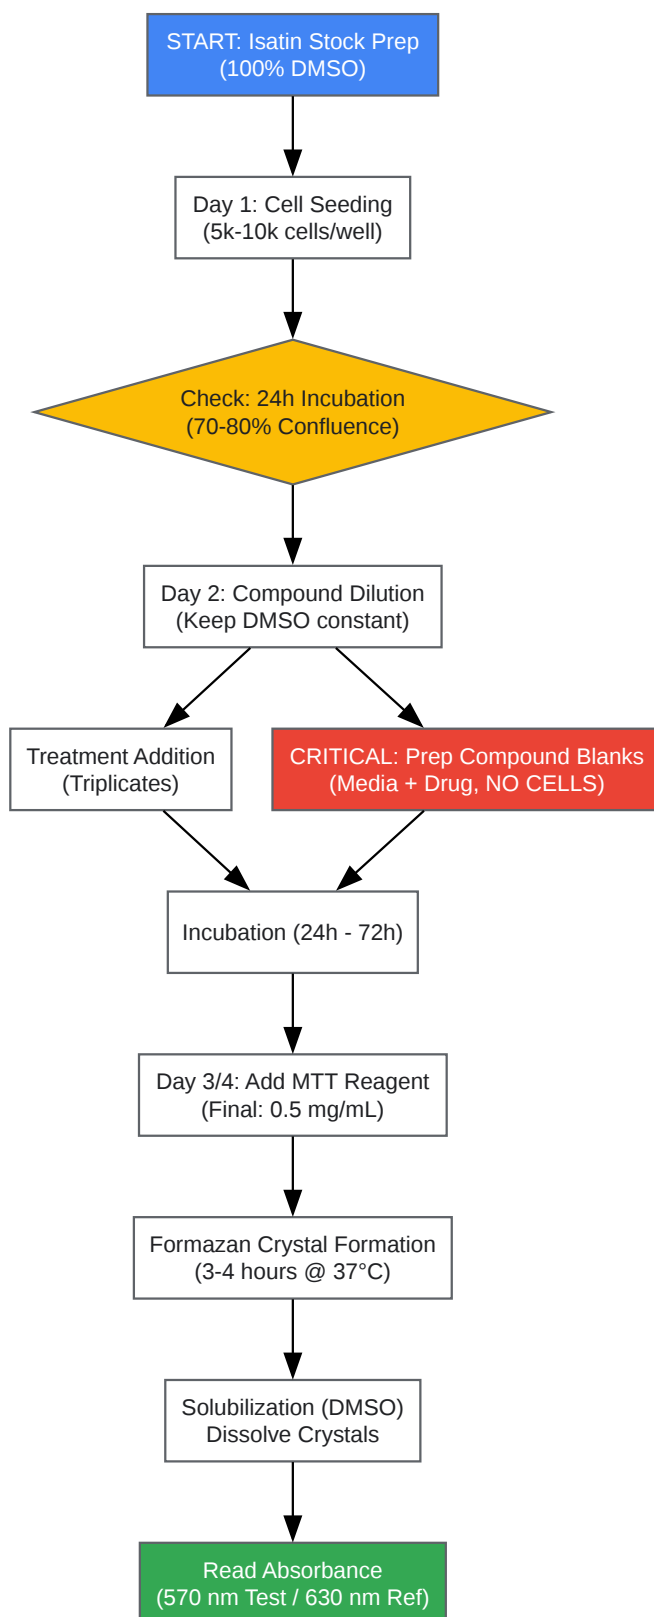 START: Isatin Stock Prep
(100% DMSO)
Day 1: Cell Seeding
(5k-10k cells/well)
Check: 24h Incubation
(70-80% Confluence)
Day 2: Compound Dilution
(Keep DMSO constant)
Treatment Addition
(Triplicates)
CRITICAL: Prep Compound Blanks
(Media + Drug, NO CELLS)
Incubation (24h - 72h)
Day 3/4: Add MTT Reagent
(Final: 0.5 mg/mL)
Formazan Crystal Formation
(3-4 hours @ 37°C)
Solubilization (DMSO)
Dissolve Crystals
Read Absorbance
(570 nm Test / 630 nm Ref)